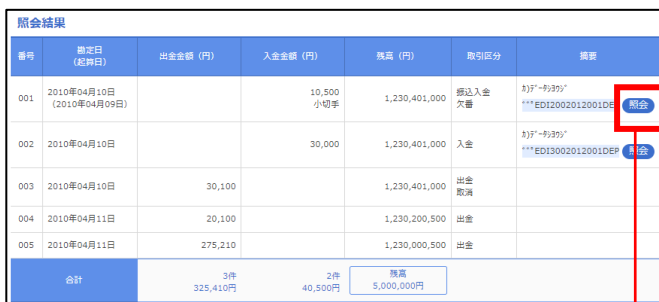 照会結果
番号 勘定日 出金金額（円） 入金金額（円） 残高（円） 取引区分 摘要
（起算日）
001 2010年04月10日 10,500 1,230,401,000 振込入金 ｶ)ﾃﾞｰﾀｼﾖｳｼﾞ
（2010年04月09日） 小切手 欠番 ***EDI2002012001DE 照会
002 2010年04月10日 30,000 1,230,401,000 入金 ｶ)ﾃﾞｰﾀｼﾖｳｼﾞ
***EDI3002012001DEP 照会
003 2010年04月10日 30,100 1,230,401,000 出金
取消
004 2010年04月11日 20,100 1,230,200,500 出金
005 2010年04月11日 275,210 1,230,000,500 出金
合計 3件 2件 残高
325,410円 40,500円 5,000,000円